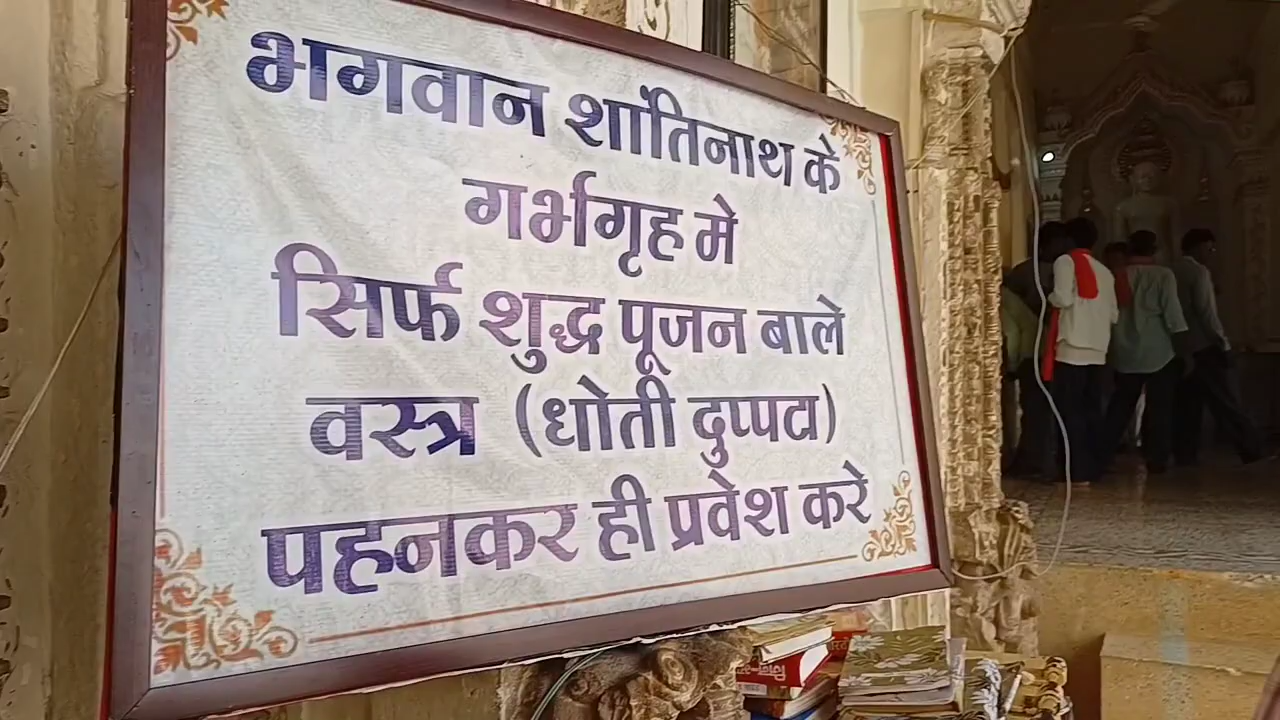 भगवान शांतिनाथ के
गर्भगृह मे
सिर्फ शुद्ध पूजन बाले
वस्त्र (धोती दुप्पटा)
पहनकर ही प्रवेश करे